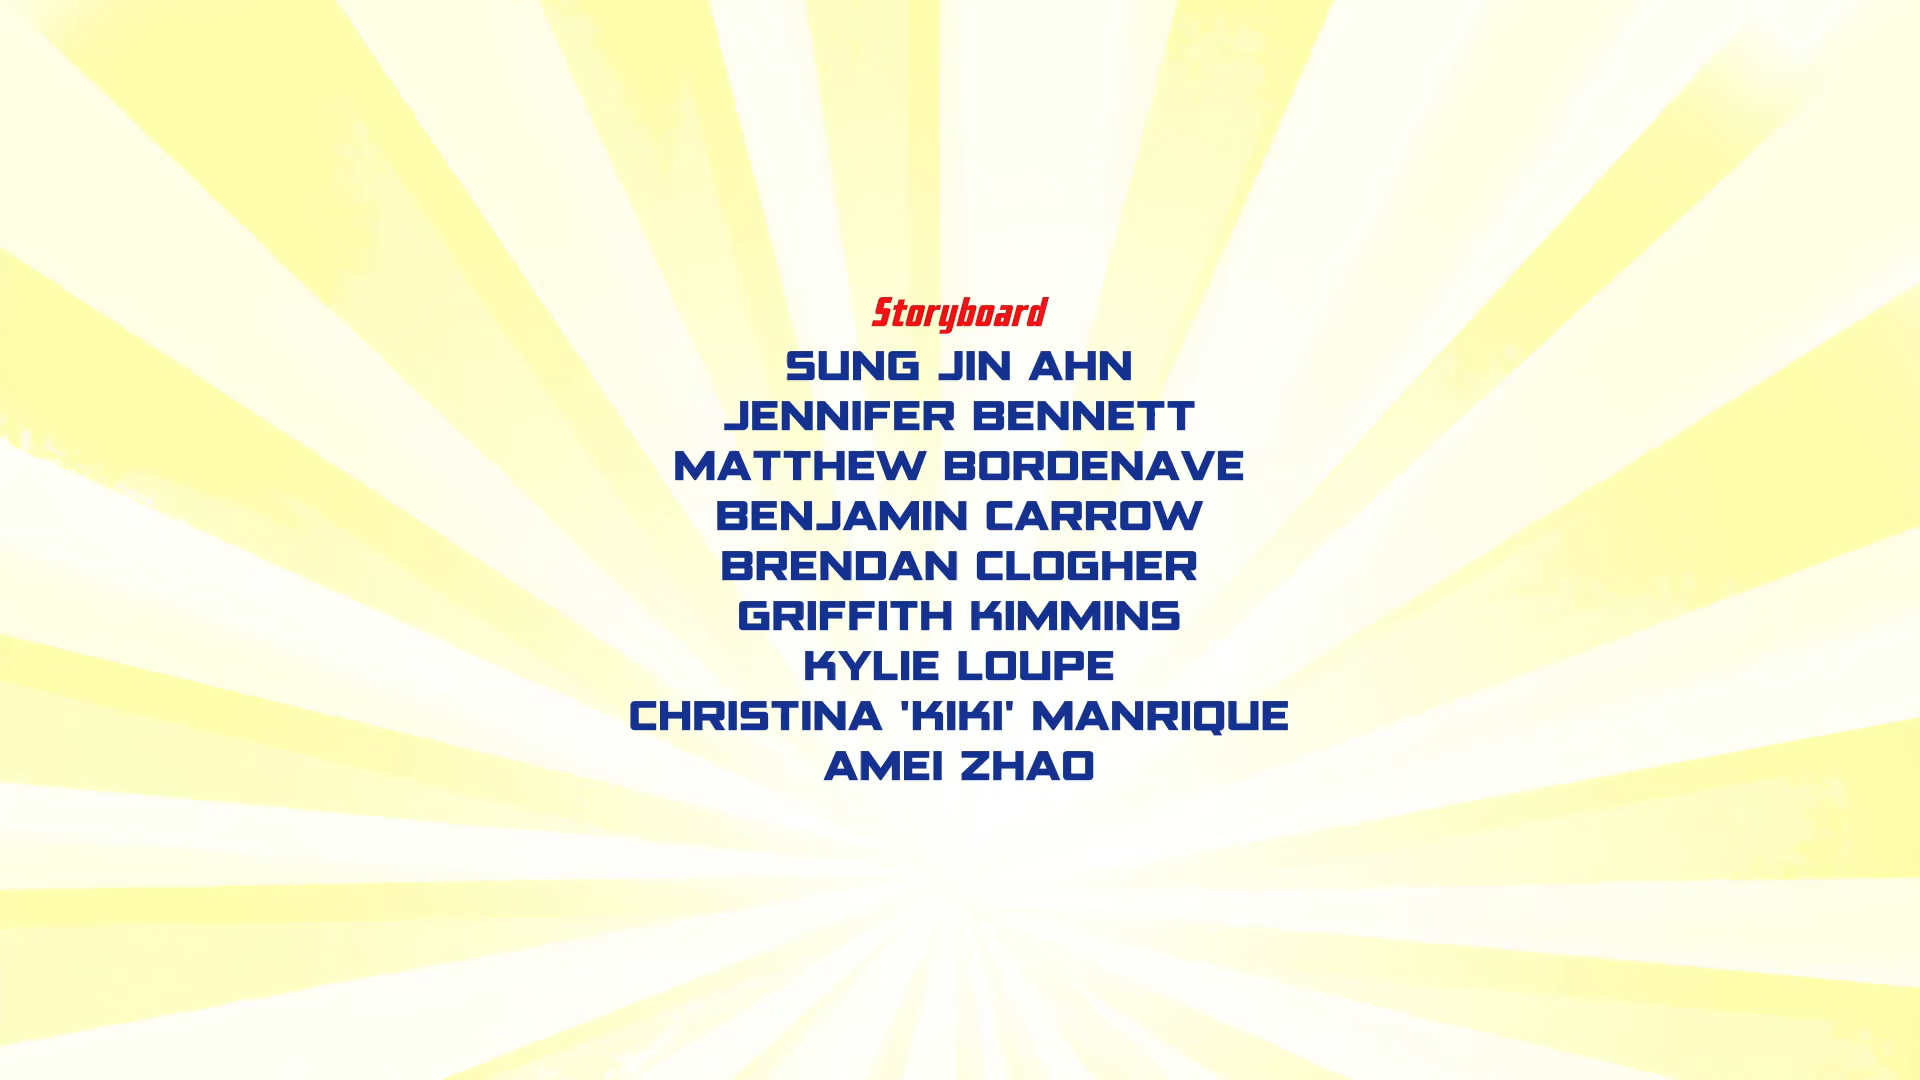 Storyboard
SUNG JIN AHN
JENNIFER BENNETT
MATTHEW BORDENAVE
BENJAMIN CARROW
BRENDAN CLOGHER
GRIFFITH KIMMINS
KYLIE LOUPE
CHRISTINA 'KIKI' MANRIQUE
AMEI ZHAO